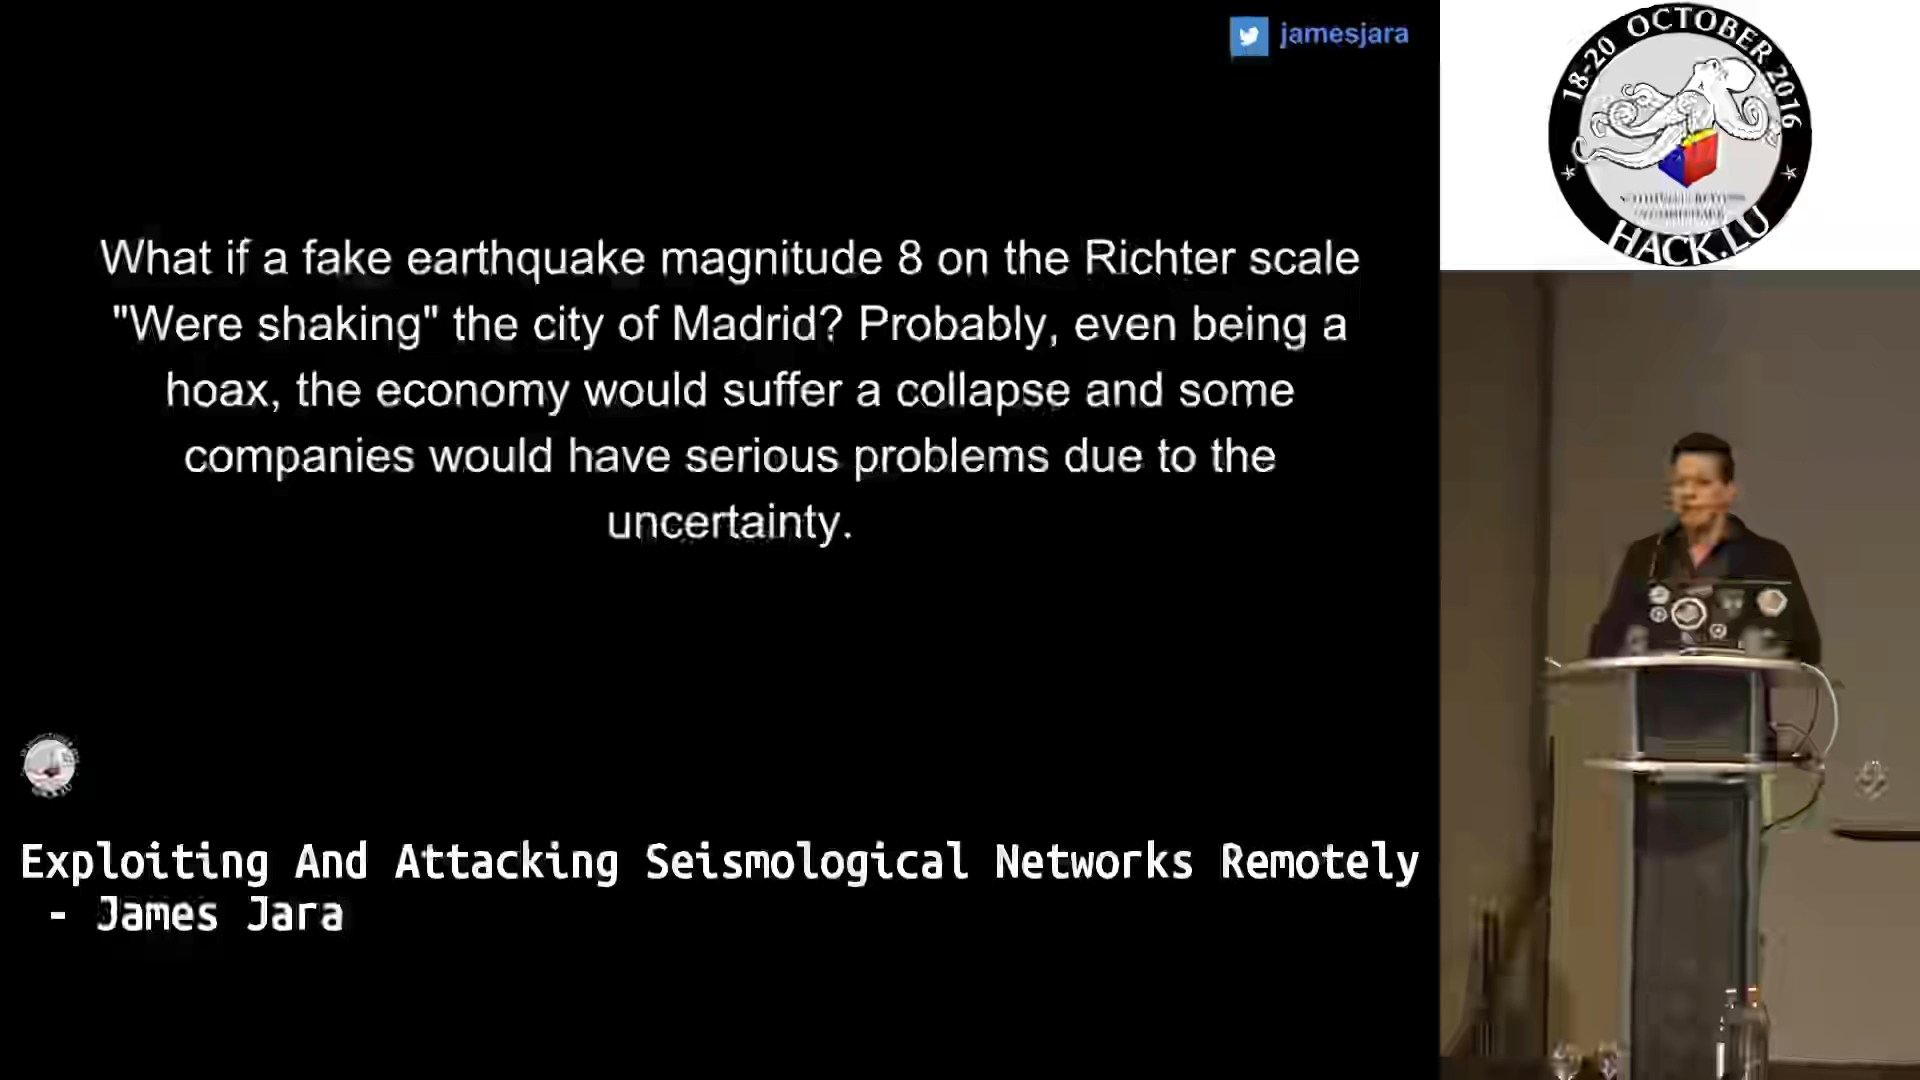 jamesjara
18-20 OCTOBER 2016
HACK.LU
What if a fake earthquake magnitude 8 on the Richter scale
"Were shaking" the city of Madrid? Probably, even being a
hoax, the economy would suffer a collapse and some
companies would have serious problems due to the
uncertainty.
Exploiting And Attacking Seismological Networks Remotely
- James Jara